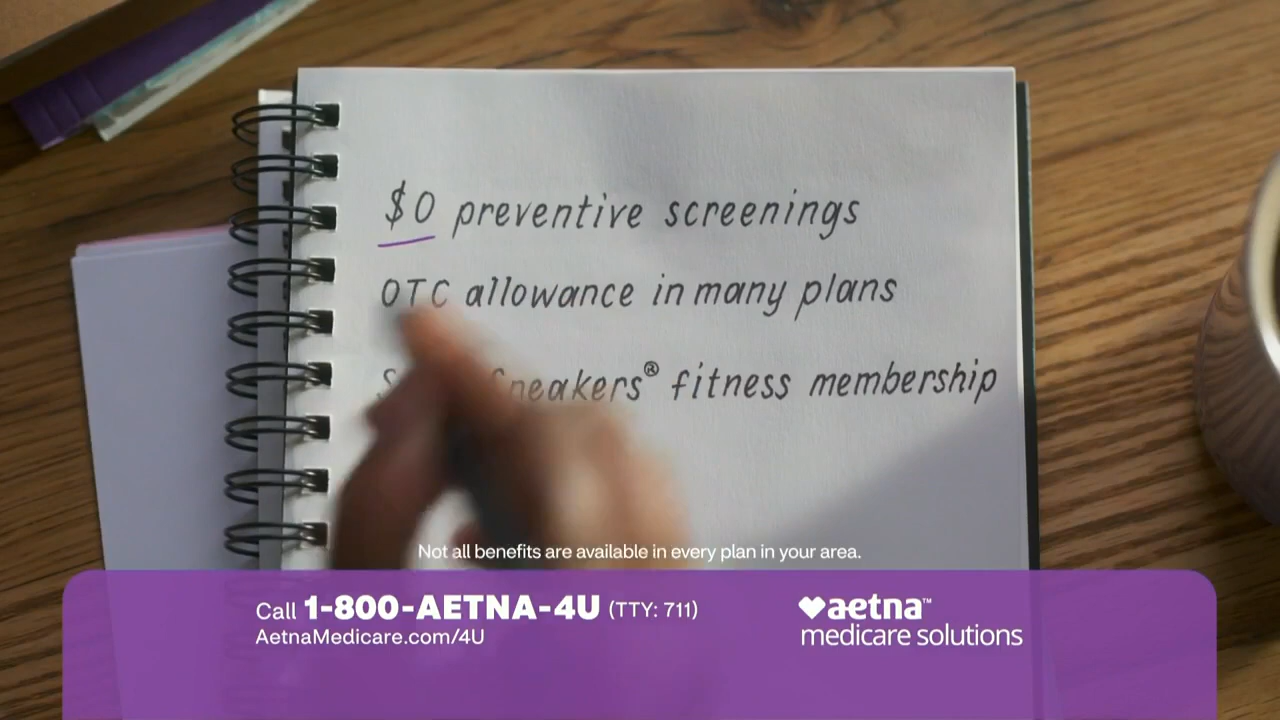 $0 preventive screenings
OTC allowance in many plans
fitness membership
Not all benefits are available in every plan in your area.
Call 1-800-AETNA-4U (TTY: 711)
AetnaMedicare.com/4U
aetna™
medicare solutions